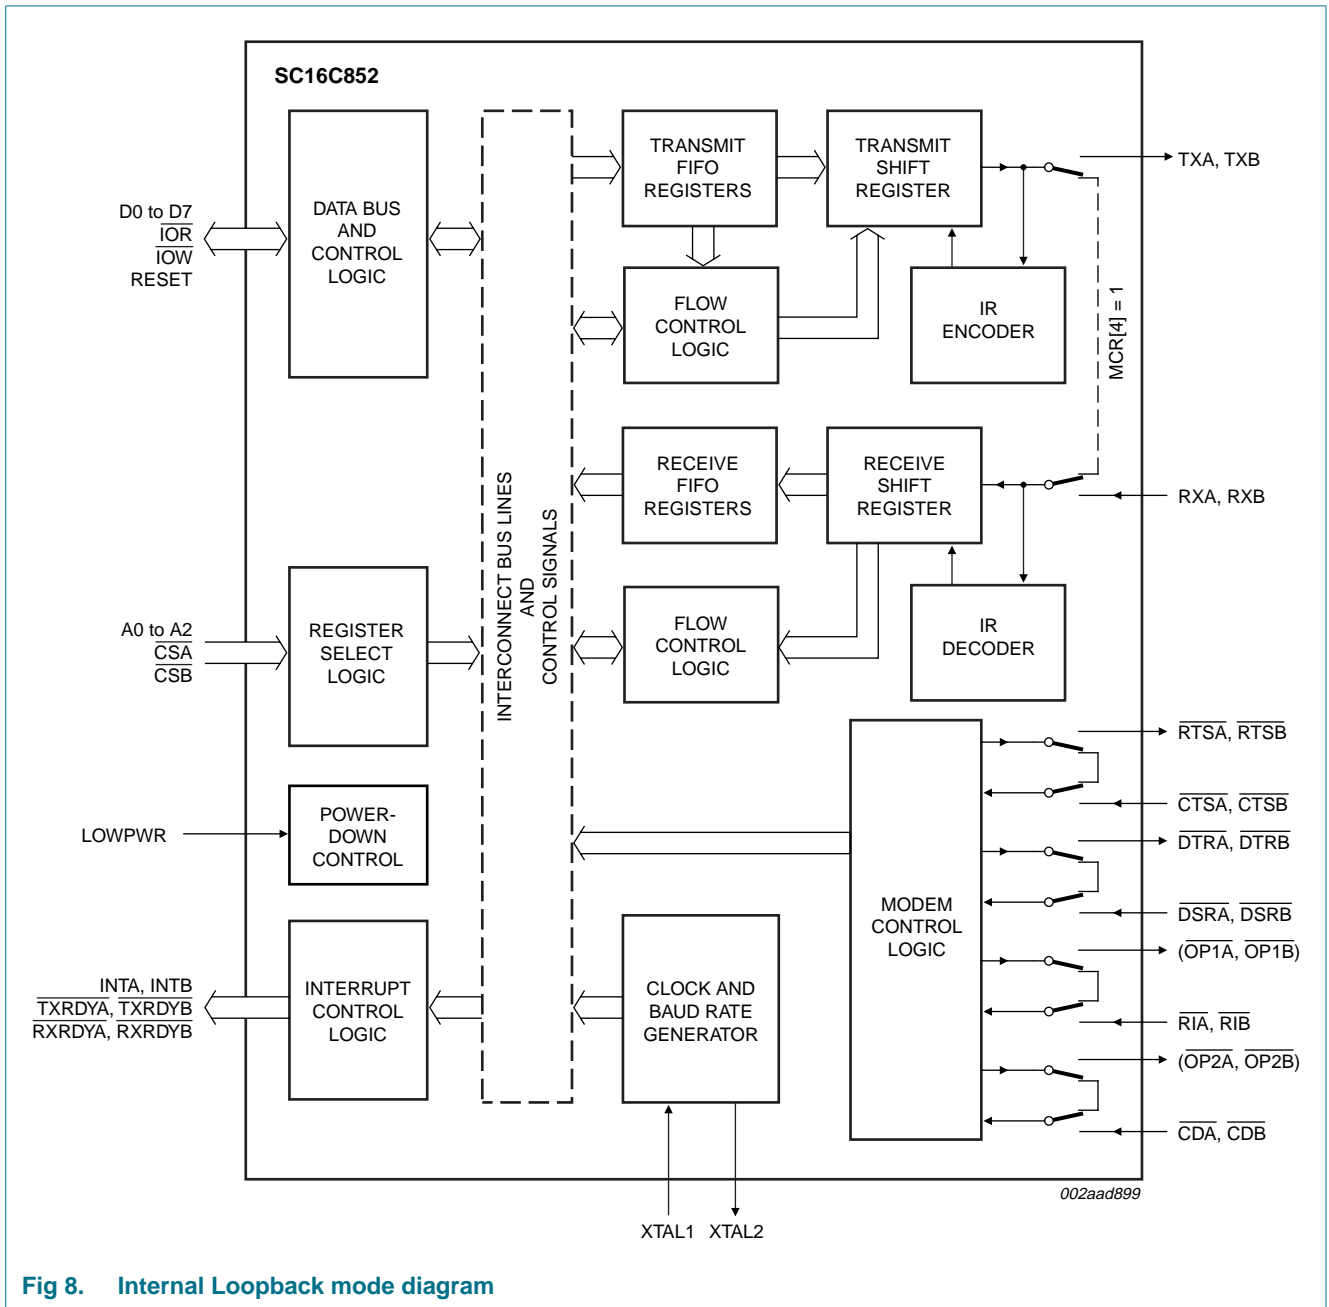 SC16C852
TRANSMIT
FIFO
REGISTERS
TRANSMIT
SHIFT
REGISTER
TXA, TXB
D0 to D7
IOR
IOW
RESET
DATA BUS
AND
CONTROL
LOGIC
FLOW
CONTROL
LOGIC
IR
ENCODER
MCR[4] = 1
INTERCONNECT BUS LINES
AND
CONTROL SIGNALS
RECEIVE
FIFO
REGISTERS
RECEIVE
SHIFT
REGISTER
RXA, RXB
A0 to A2
CSA
CSB
REGISTER
SELECT
LOGIC
FLOW
CONTROL
LOGIC
IR
DECODER
LOWPWR
POWER-
DOWN
CONTROL
MODEM
CONTROL
LOGIC
RTSA, RTSB
CTSA, CTSB
DTRA, DTRB
DSRA, DSRB
(OP1A, OP1B)
RIA, RIB
(OP2A, OP2B)
CDA, CDB
INTA, INTB
TXRDYA, TXRDYB
RXRDYA, RXRDYB
INTERRUPT
CONTROL
LOGIC
CLOCK AND
BAUD RATE
GENERATOR
XTAL1 XTAL2
002aad899
Fig 8. Internal Loopback mode diagram